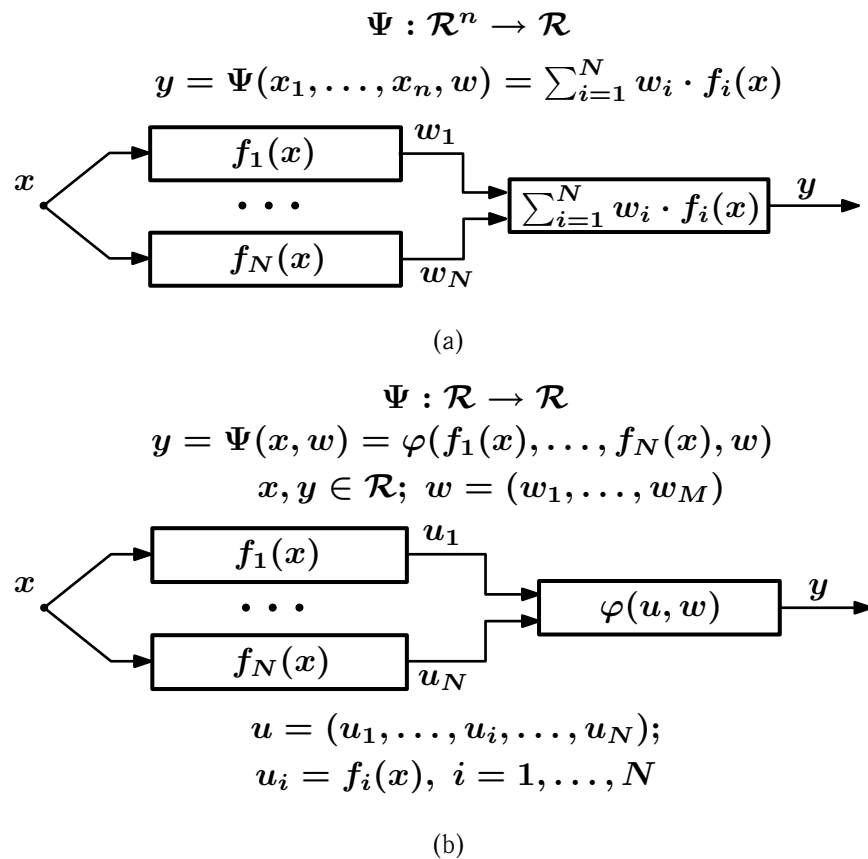 Ψ : ℛⁿ → ℛ
y = Ψ(x₁, . . . , xₙ, w) = ∑ᵢ₌₁ᴺ wᵢ · fᵢ(x)
f₁(x)
w₁
x
• • •
∑ᵢ₌₁ᴺ wᵢ · fᵢ(x)
y
f_N(x)
w_N
(a)
Ψ : ℛ → ℛ
y = Ψ(x, w) = φ(f₁(x), . . . , f_N(x), w)
x, y ∈ ℛ; w = (w₁, . . . , w_M)
f₁(x)
u₁
x
• • •
φ(u, w)
y
f_N(x)
u_N
u = (u₁, . . . , uᵢ, . . . , u_N);
uᵢ = fᵢ(x), i = 1, . . . , N
(b)